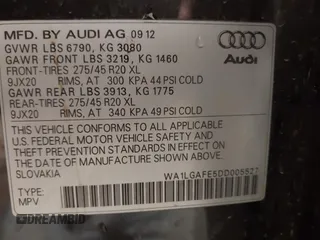 MFD. BY AUDI AG 09 12
GVWR LBS 6790, KG 3080
GAWR FRONT LBS 3219, KG 1460
FRONT-TIRES 275/45 R20 XL
9JX20 RIMS, AT 300 KPA 44 PSI COLD
GAWR REAR LBS 3913, KG 1775
REAR-TIRES 275/45 R20 XL
9JX20 RIMS, AT 340 KPA 49 PSI COLD
Audi
THIS VEHICLE CONFORMS TO ALL APPLICABLE
U.S. FEDERAL MOTOR VEHICLE SAFETY AND
THEFT PREVENTION STANDARDS IN EFFECT ON
THE DATE OF MANUFACTURE SHOWN ABOVE.
SLOVAKIA WA1LGAFE5DD005527
TYPE:
MPV
DREAMBID